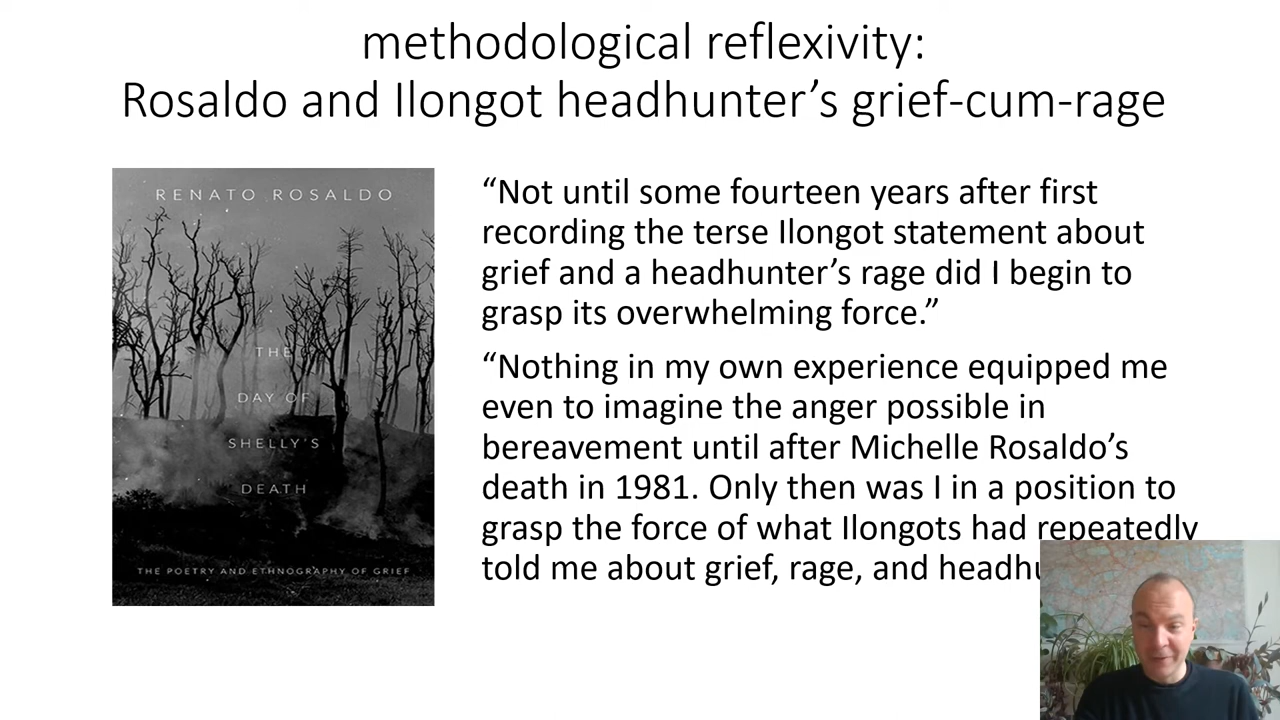 methodological reflexivity:
Rosaldo and Ilongot headhunter’s grief-cum-rage
RENATO ROSALDO
THE
DAY OF
SHELLY'S
DEATH
THE POETRY AND ETHNOGRAPHY OF GRIEF
“Not until some fourteen years after first
recording the terse Ilongot statement about
grief and a headhunter’s rage did I begin to
grasp its overwhelming force.”
“Nothing in my own experience equipped me
even to imagine the anger possible in
bereavement until after Michelle Rosaldo’s
death in 1981. Only then was I in a position to
grasp the force of what Ilongots had repeatedly
told me about grief, rage, and